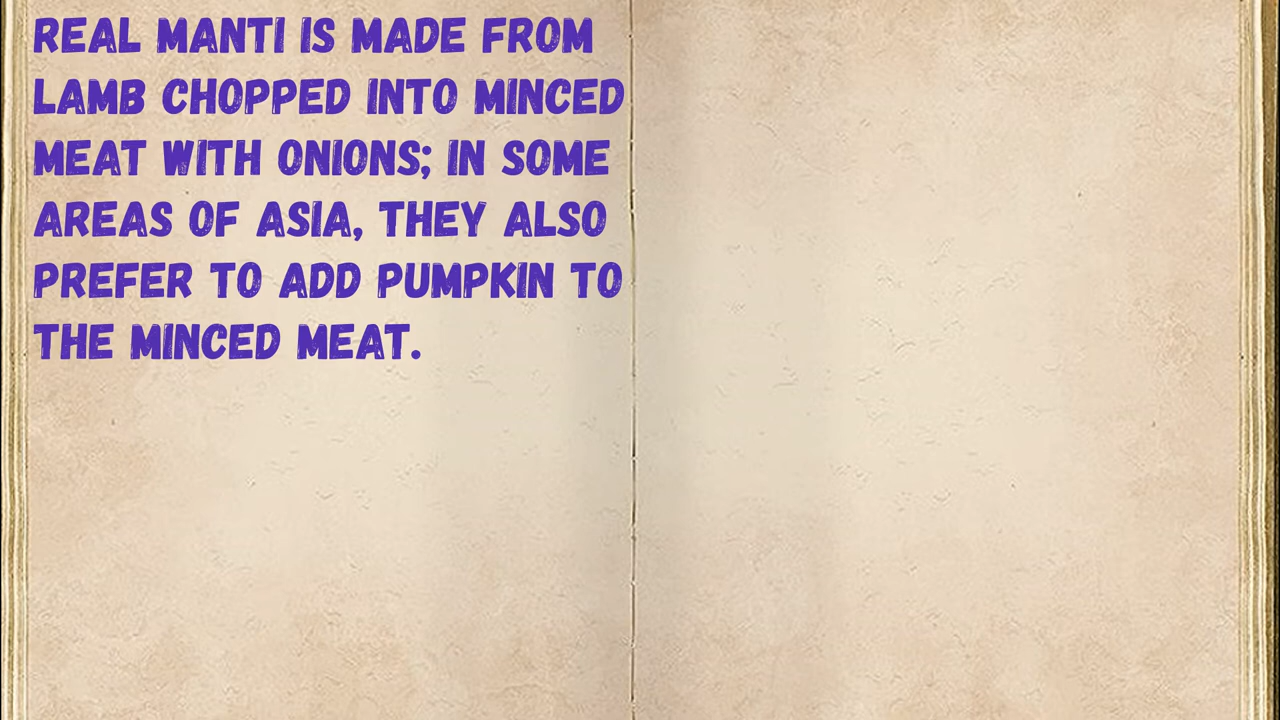 REAL MANTI IS MADE FROM
LAMB CHOPPED INTO MINCED
MEAT WITH ONIONS; IN SOME
AREAS OF ASIA, THEY ALSO
PREFER TO ADD PUMPKIN TO
THE MINCED MEAT.